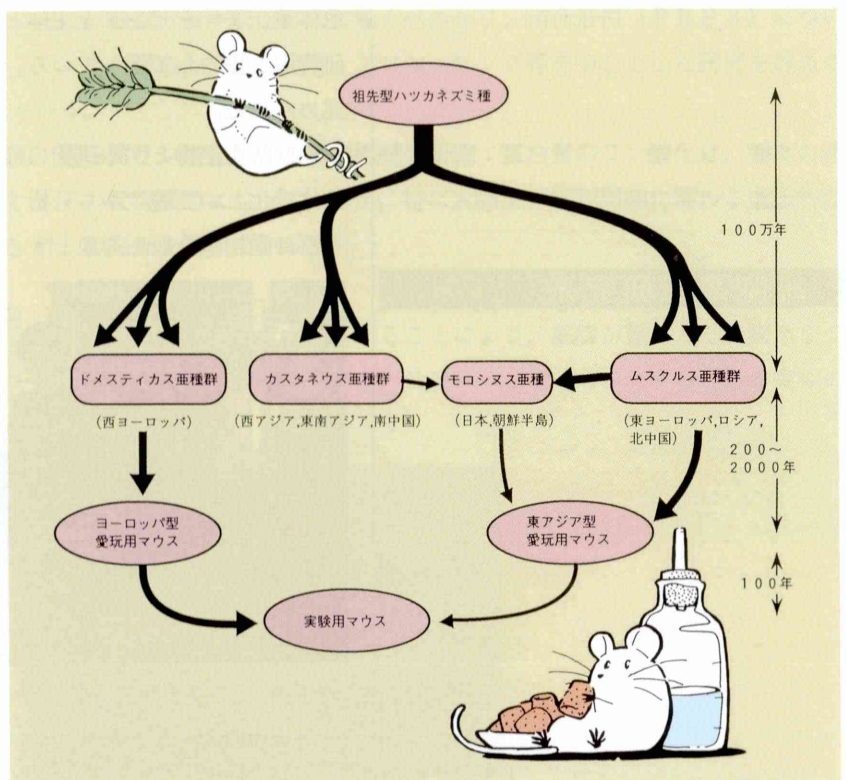 祖先型ハツカネズミ種
100万年
ドメスティカス亜種群
カスタネウス亜種群
モロシヌス亜種
ムスクルス亜種群
(西ヨーロッパ)
(西アジア,東南アジア,南中国)
(日本,朝鮮半島)
(東ヨーロッパ,ロシア,
北中国)
200〜
2000年
ヨーロッパ型
愛玩用マウス
東アジア型
愛玩用マウス
100年
実験用マウス